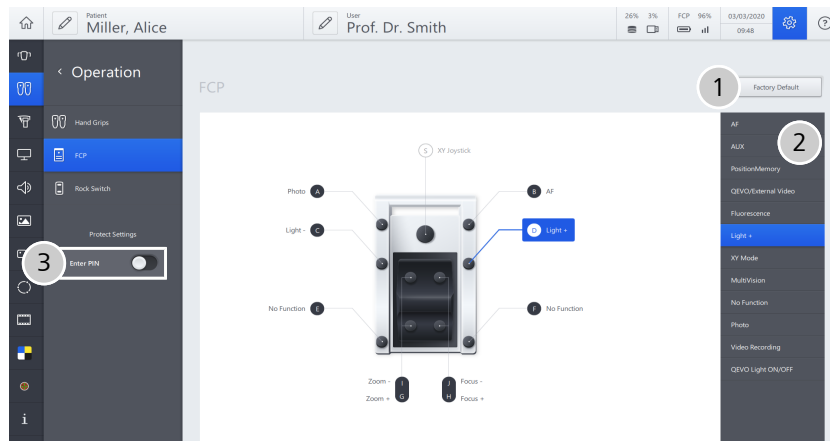 Patient
Miller, Alice
User
Prof. Dr. Smith
26% 3%
FCP 96%
03/03/2020
09:48
?
Operation
FCP
1
Factory Default
Hand Grips
FCP
Rock Switch
Protect Settings
3
Enter PIN
S XY Joystick
Photo A
B AF
Light - C
D Light +
No Function E
F No Function
Zoom - I
Zoom + G
J Focus -
H Focus +
AF
2
AUX
PositionMemory
QEVO/External Video
Fluorescence
Light +
XY Mode
MultiVision
No Function
Photo
Video Recording
QEVO Light ON/OFF
i